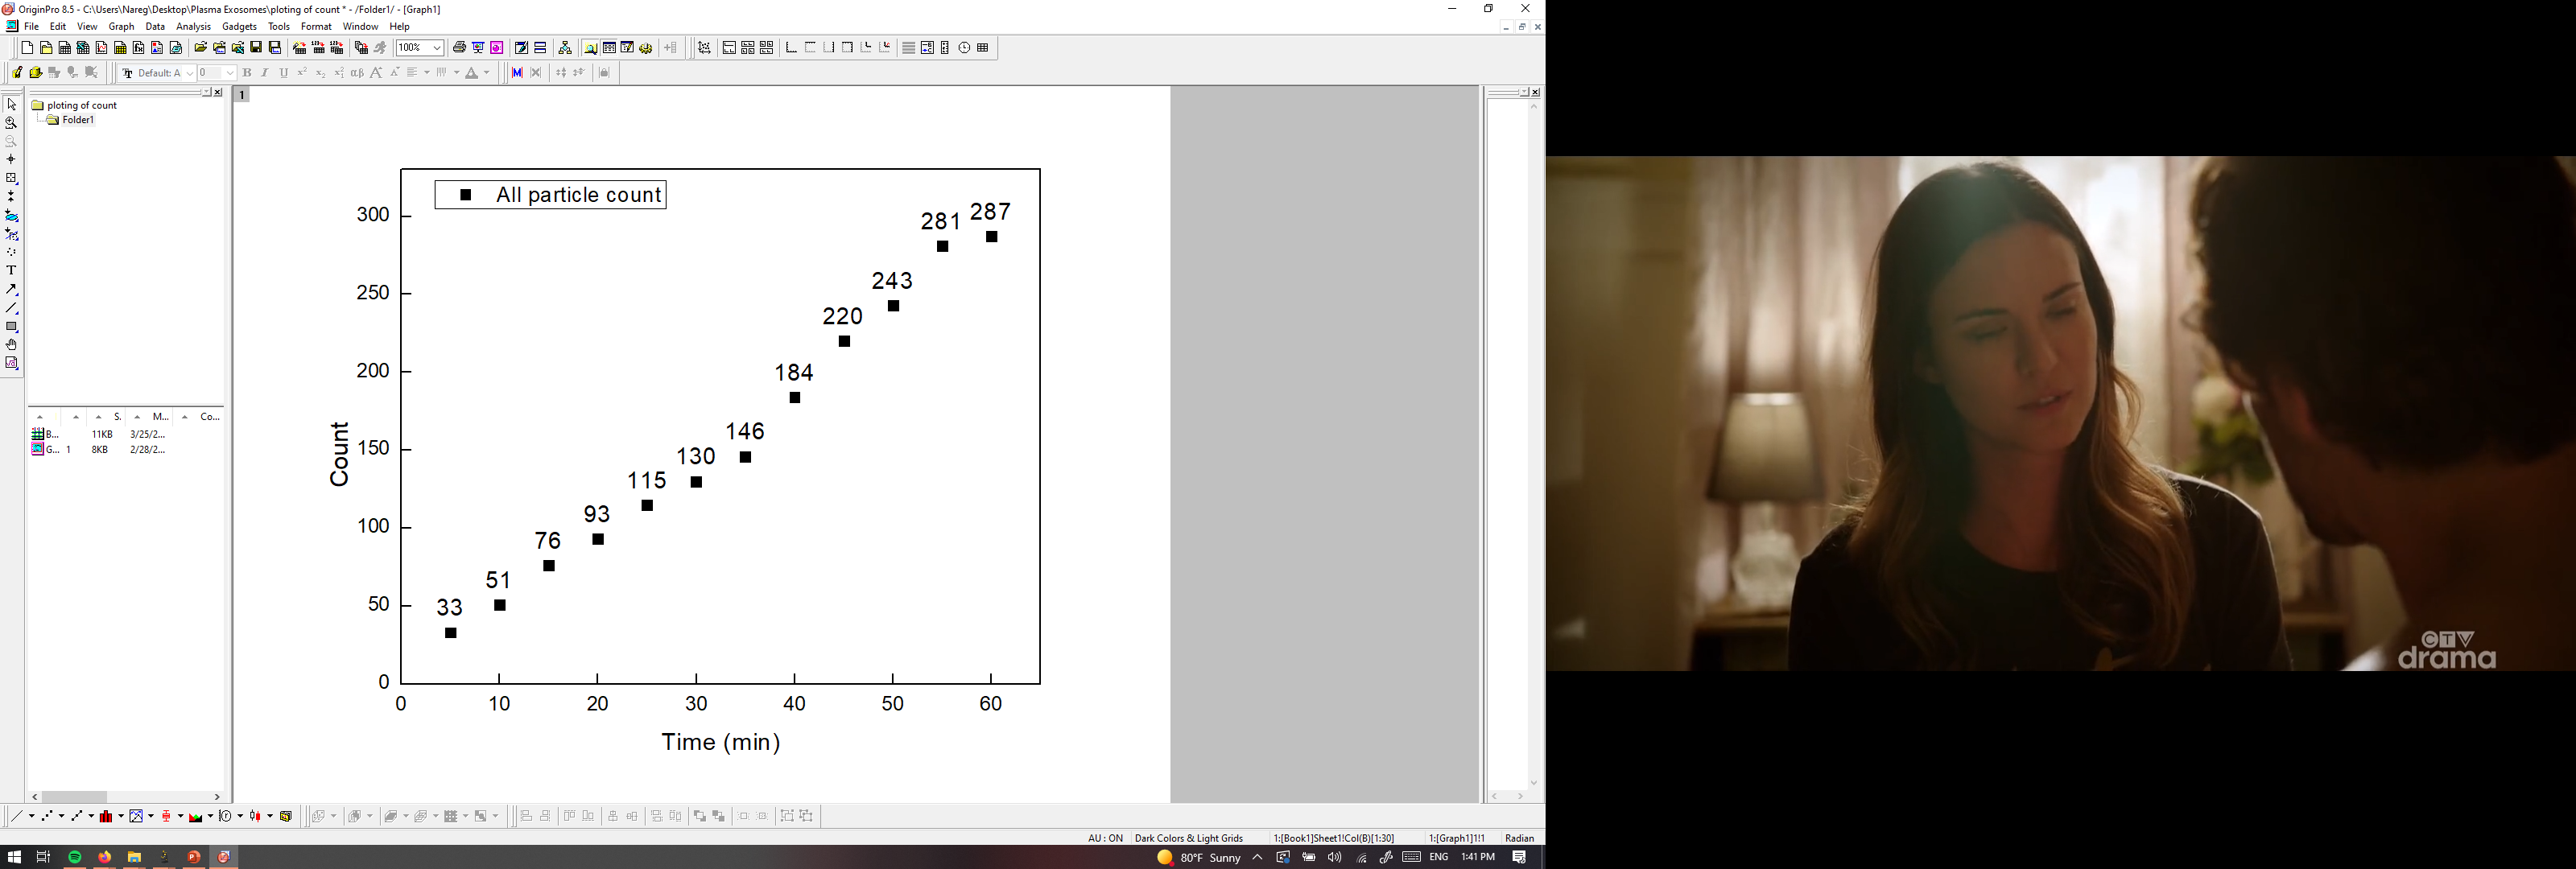 OriginPro 8.5 - C:\Users\Nareg\Desktop\Plasma Exosomes\ploting of count * - /Folder1/ - [Graph1]
File Edit View Graph Data Analysis Gadgets Tools Format Window Help
100%
Default: A 0 B I U
ploting of count
Folder1
S. M... Co...
B... 11KB 3/25/2...
G... 1 8KB 2/28/2...
1
All particle count
300
250
200
150
100
50
0
Count
33
51
76
93
115
130
146
184
220
243
281
287
0 10 20 30 40 50 60
Time (min)
AU : ON Dark Colors & Light Grids 1:[Book1]Sheet1!Col(B)[1:30] 1:[Graph1]1!1 Radian
80°F Sunny ENG 1:41 PM
CTV
drama